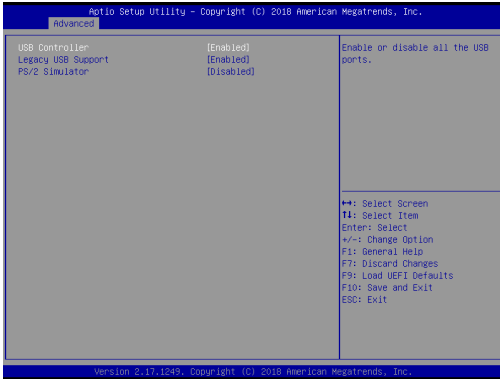 Aptio Setup Utility – Copyright (C) 2018 American Megatrends, Inc.
Advanced
USB Controller [Enabled]
Legacy USB Support [Enabled]
PS/2 Simulator [Disabled]
Enable or disable all the USB
ports.
↔: Select Screen
↑↓: Select Item
Enter: Select
+/-: Change Option
F1: General Help
F7: Discard Changes
F9: Load UEFI Defaults
F10: Save and Exit
ESC: Exit
Version 2.17.1249. Copyright (C) 2018 American Megatrends, Inc.